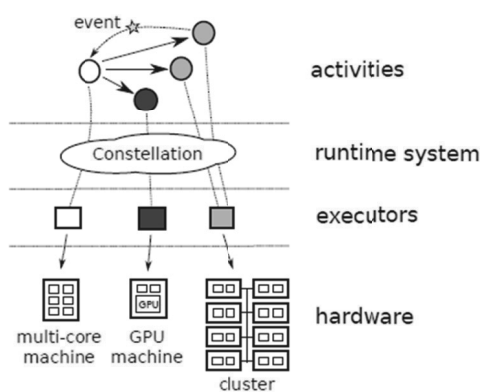 event
activities
Constellation
runtime system
executors
GPU
hardware
multi-core
machine
GPU
machine
cluster